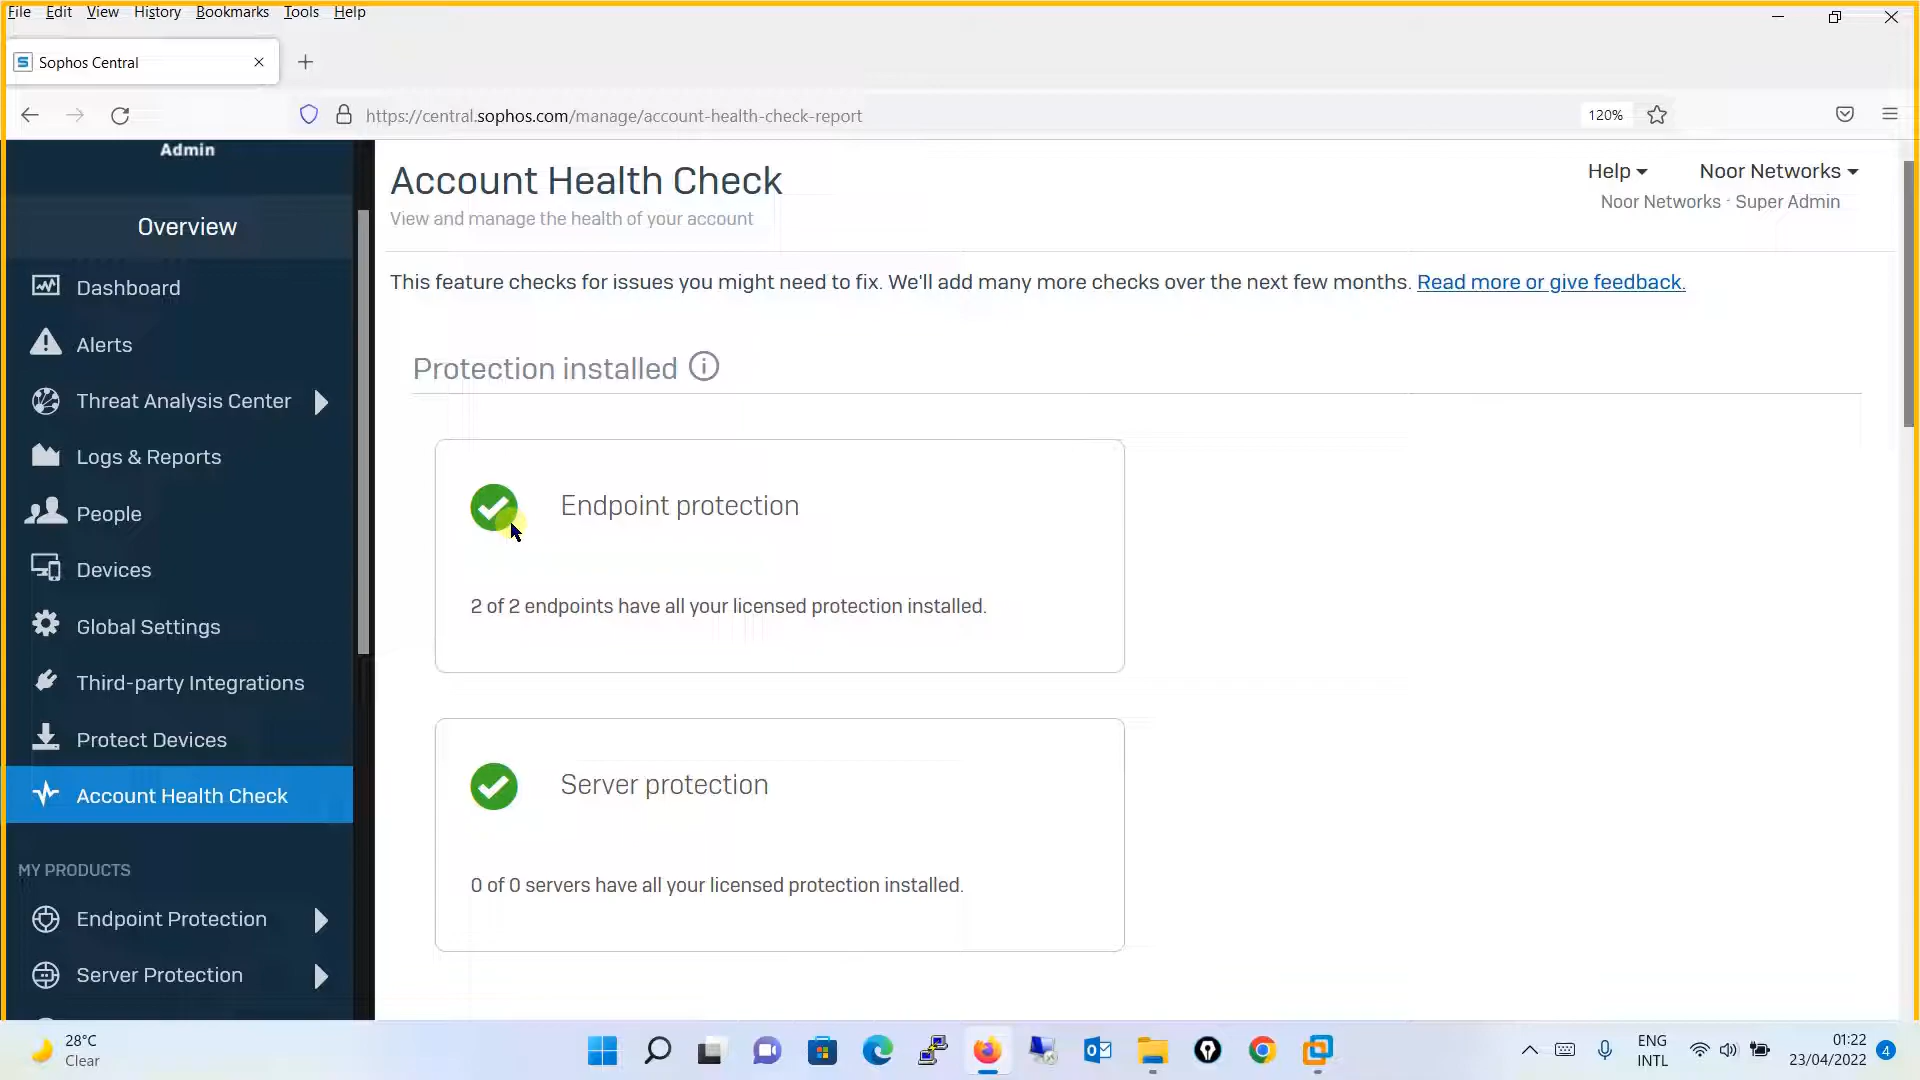 File Edit View History Bookmarks Tools Help
Sophos Central
https://central.sophos.com/manage/account-health-check-report
120%
Admin
Overview
Dashboard
Alerts
Threat Analysis Center
Logs & Reports
People
Devices
Global Settings
Third-party Integrations
Protect Devices
Account Health Check
MY PRODUCTS
Endpoint Protection
Server Protection
Account Health Check
View and manage the health of your account
Help
Noor Networks
Noor Networks · Super Admin
This feature checks for issues you might need to fix. We'll add many more checks over the next few months. Read more or give feedback.
Protection installed
Endpoint protection
2 of 2 endpoints have all your licensed protection installed.
Server protection
0 of 0 servers have all your licensed protection installed.
28°C
Clear
ENG
INTL
01:22
23/04/2022
4